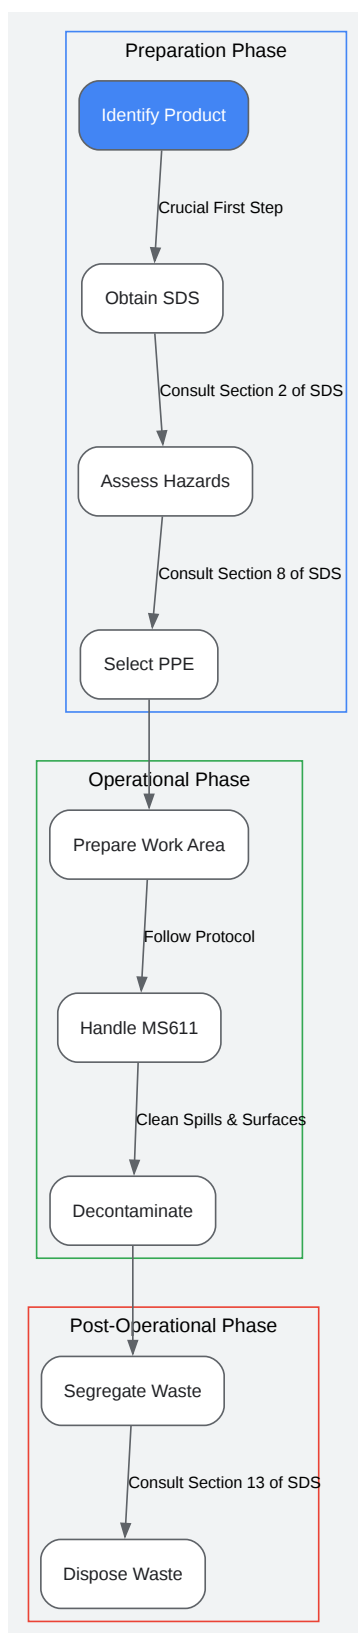 Preparation Phase
Identify Product
Crucial First Step
Obtain SDS
Consult Section 2 of SDS
Assess Hazards
Consult Section 8 of SDS
Select PPE
Operational Phase
Prepare Work Area
Follow Protocol
Handle MS611
Clean Spills & Surfaces
Decontaminate
Post-Operational Phase
Segregate Waste
Consult Section 13 of SDS
Dispose Waste